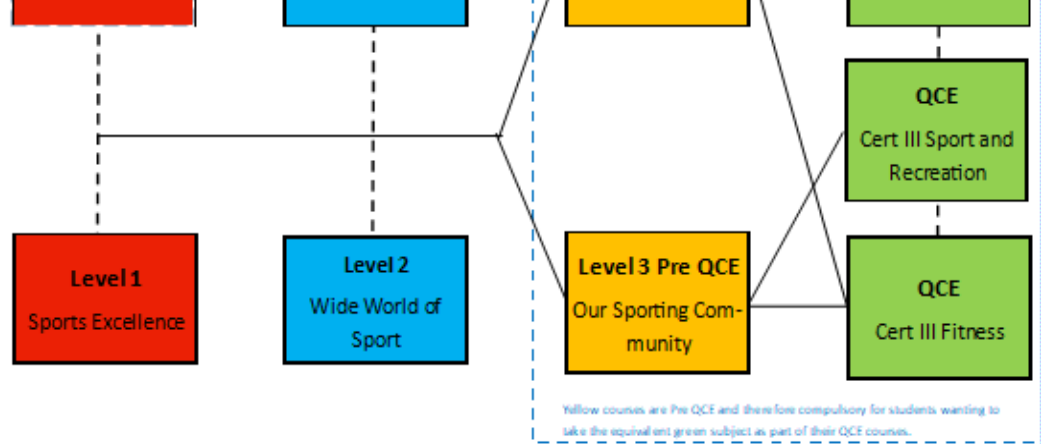 QCE
Cert III Sport and
Recreation
Level 1
Sports Excellence
Level 2
Wide World of
Sport
Level 3 Pre QCE
Our Sporting Com-
munity
QCE
Cert III Fitness
Yellow courses are Pre QCE and therefore compulsory for students wanting to
take the equivalent green subject as part of their QCE courses.